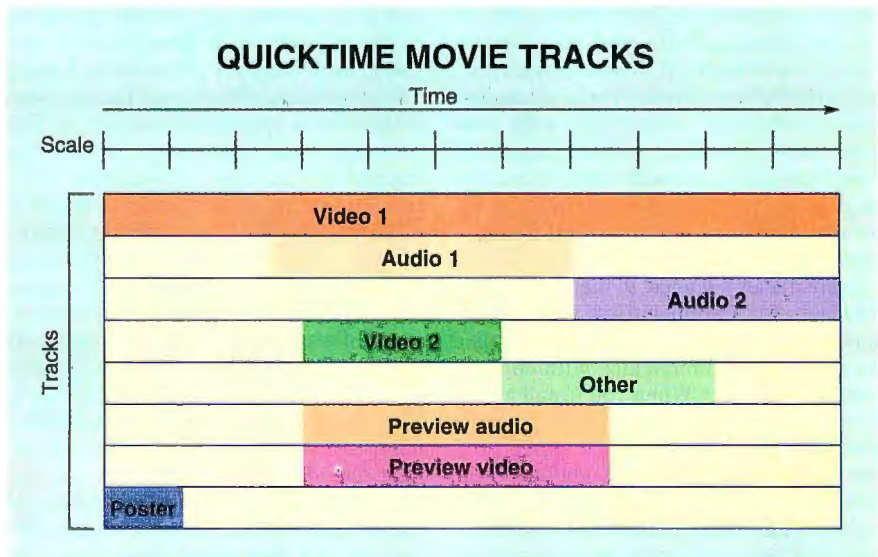 QUICKTIME MOVIE TRACKS
Time
Scale
Tracks
Video 1
Audio 1
Audio 2
Video 2
Other
Preview audio
Preview video
Poster